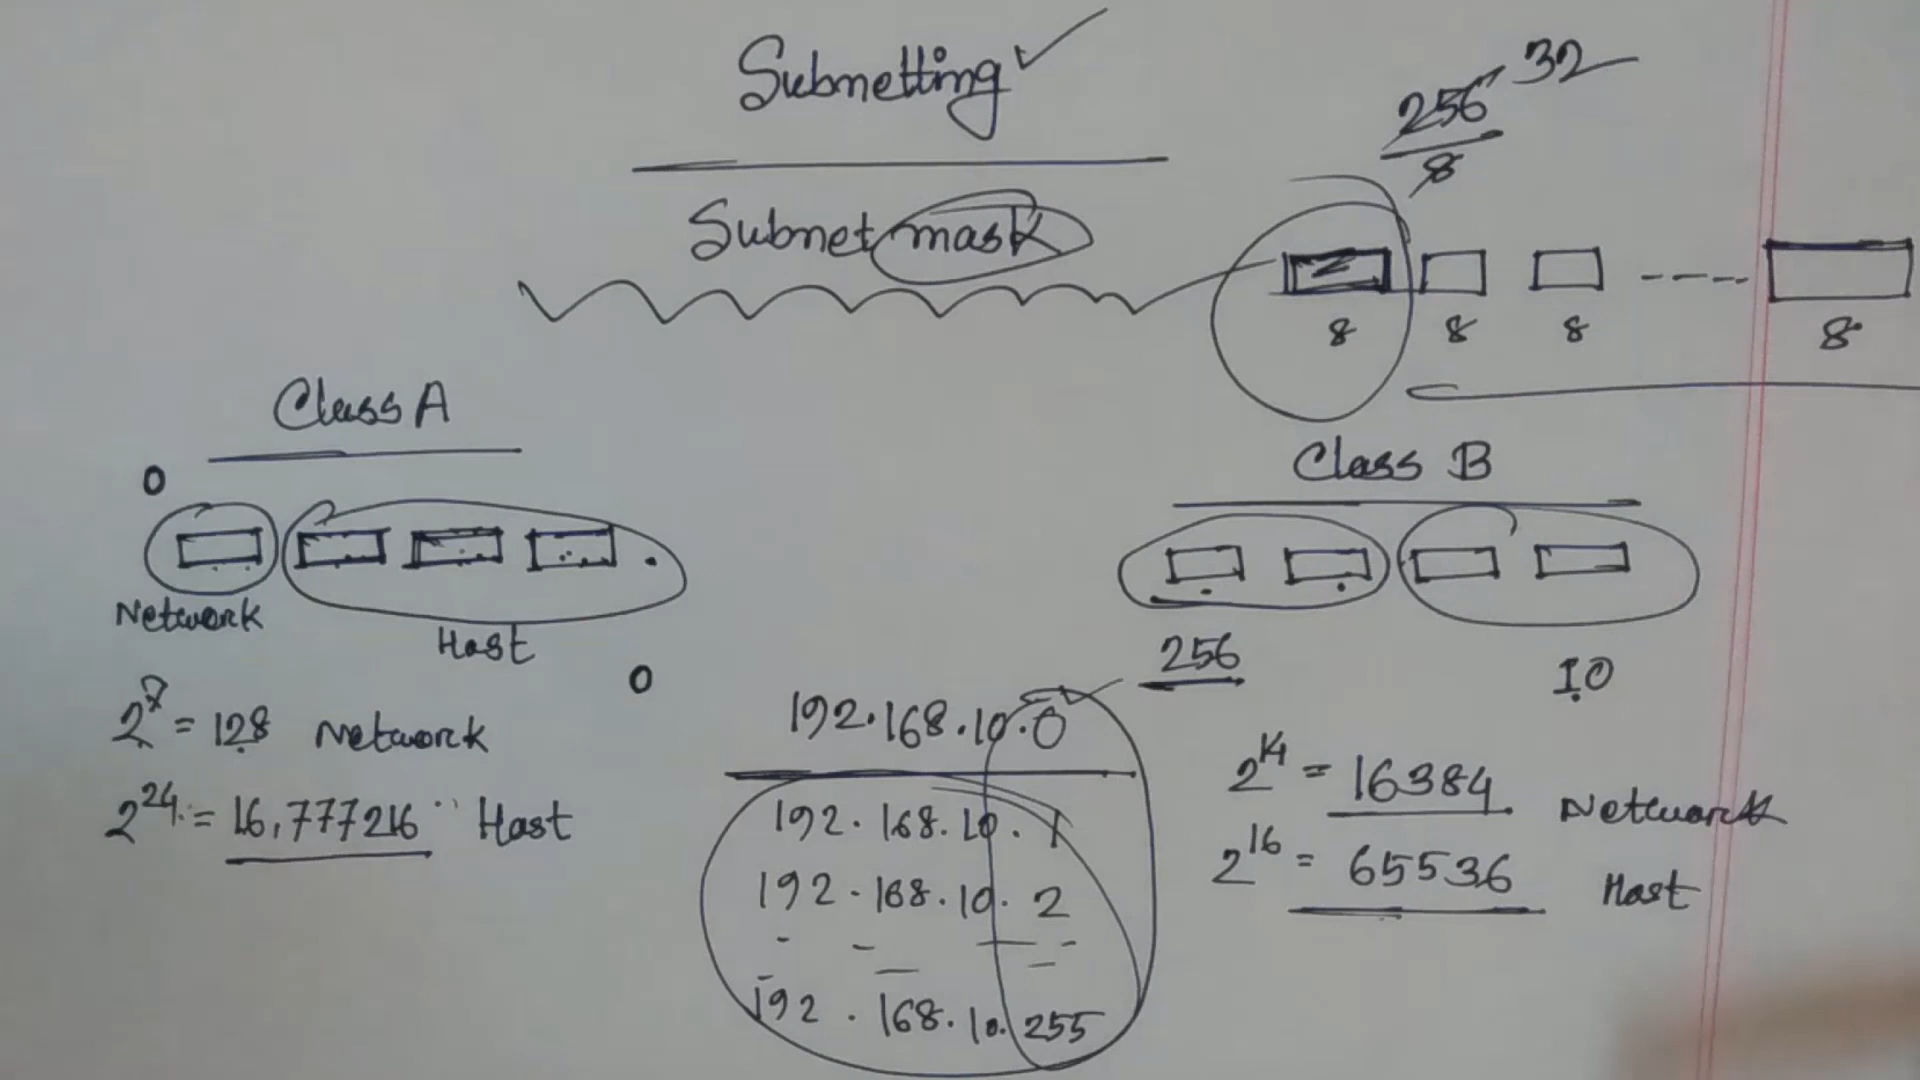 Subnetting ✓
256 32
8
Subnet mask
8 8 8 ---- 8
Class A
0
Network
Host
0
2^7 = 128 Network
2^24 = 16,777216 Host
Class B
10
2^14 = 16384 Network
2^16 = 65536 Host
256
192.168.10.0
192.168.10.1
192.168.10.2
192.168.10.255